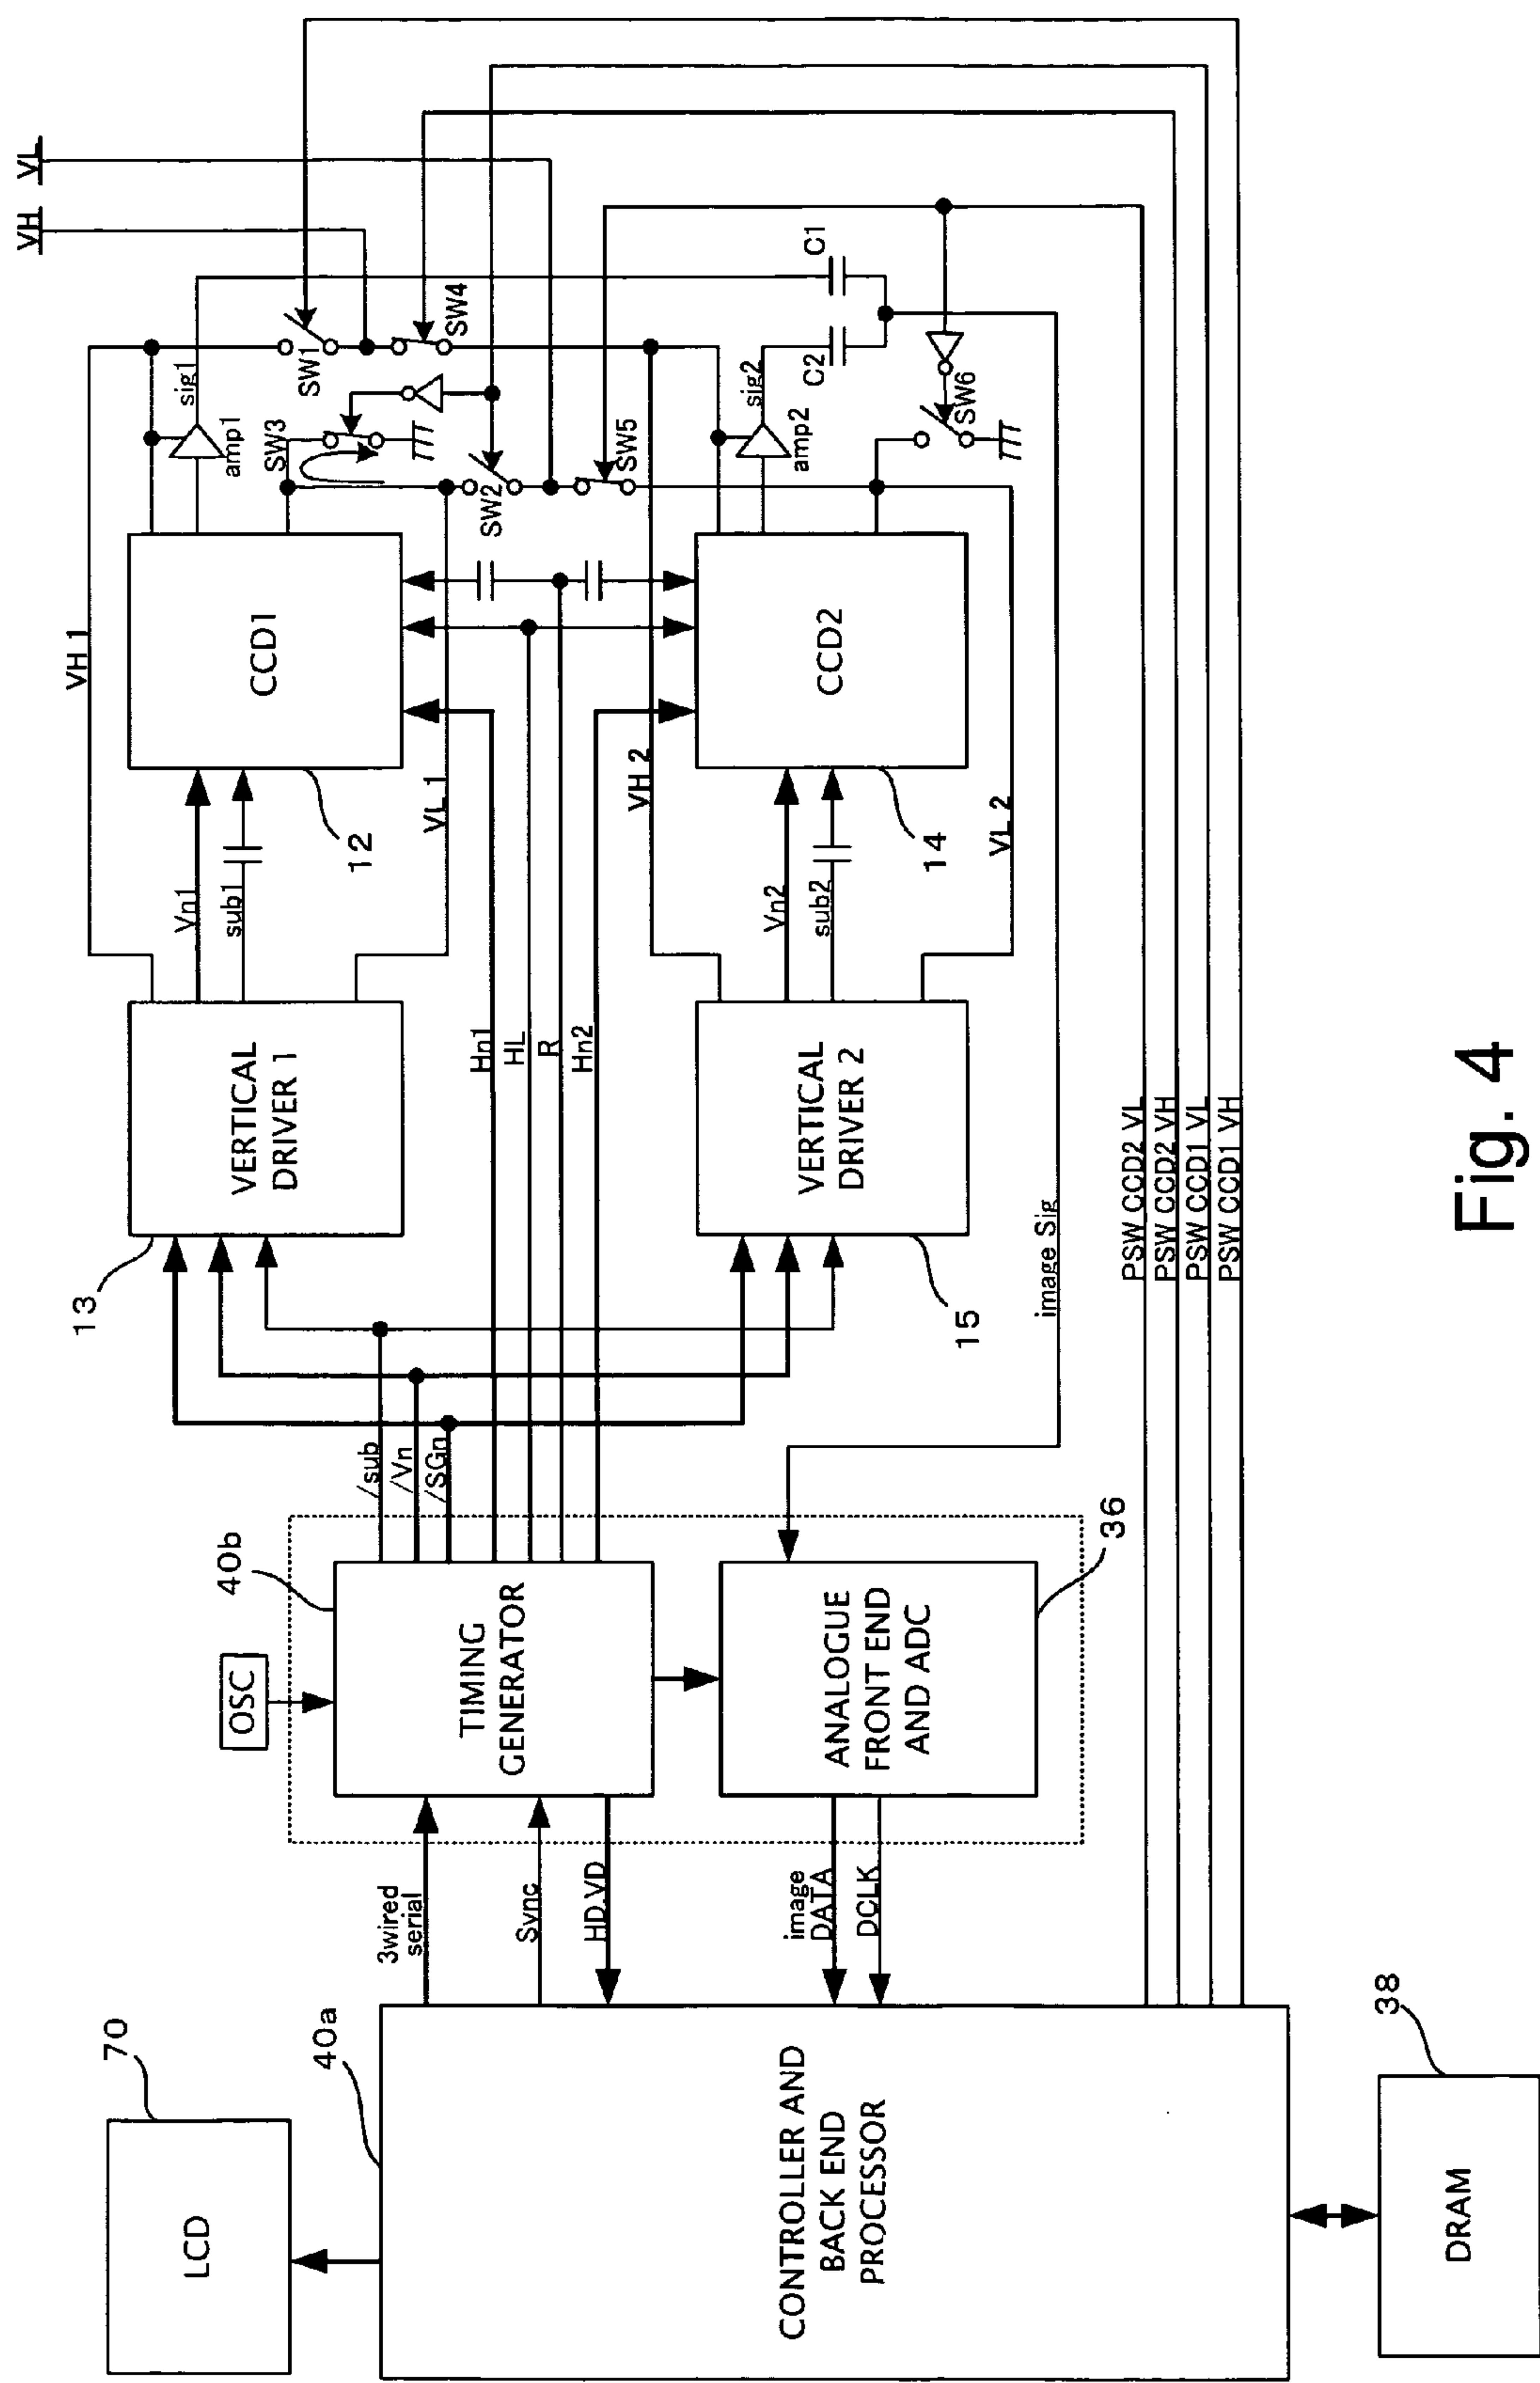 LCD
70
40a
CONTROLLER AND
BACK END
PROCESSOR
DRAM
38
3wired
serial
Sync
HD,VD
image
DATA
DCLK
OSC
40b
TIMING
GENERATOR
ANALOGUE
FRONT END
AND ADC
36
/sub
/Vn
/SGn
13
VERTICAL
DRIVER 1
15
VERTICAL
DRIVER 2
Hn1
HL
R
Hn2
image Sig
PSW CCD2 VL
PSW CCD2 VH
PSW CCD1 VL
PSW CCD1 VH
Vn1
sub1
12
VL 1
VH 1
CCD1
Vn2
sub2
14
VL 2
VH 2
CCD2
amp1
sig1
SW3
SW1
SW2
SW4
SW5
amp2
sig2
C2
C1
SW6
VH
VL
Fig. 4